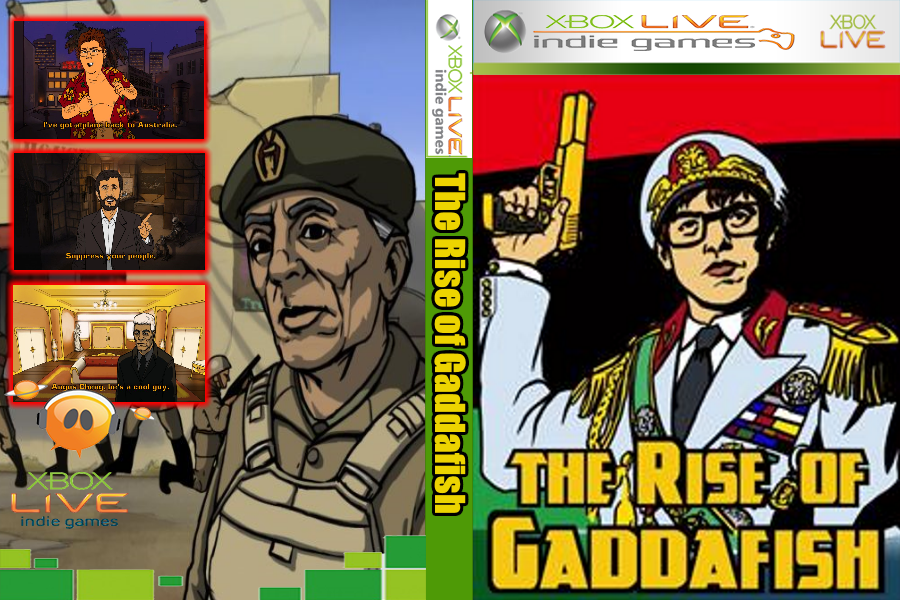 I've got a plane back to Australia.
Suppress your people.
Angus Cheng, he's a cool guy.
XBOX
LIVE
indie games
XBOX LIVE
indie games
The Rise of Gaddafish
XBOX LIVE
indie games
XBOX
LIVE
THE RISE OF
GADDAFISH